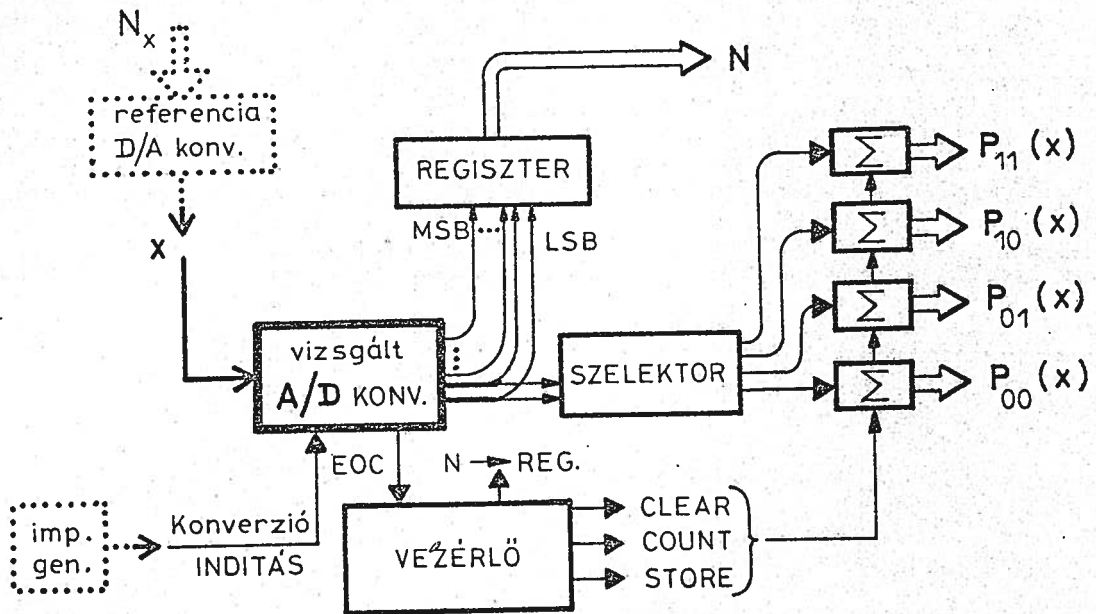 Nx
referencia
D/A konv.
x
N
REGISZTER
MSB...
LSB
vizsgált
A/D KONV.
SZELEKTOR
Σ
P11 (x)
Σ
P10 (x)
Σ
P01 (x)
Σ
P00 (x)
EOC
N → REG.
imp.
gen.
Konverzió
INDITÁS
VEZÉRLŐ
CLEAR
COUNT
STORE